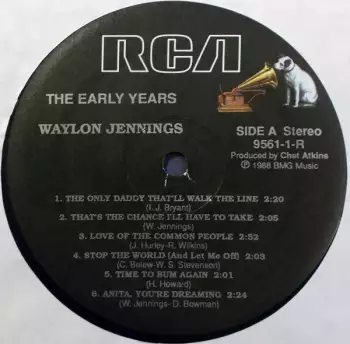 RCA
THE EARLY YEARS
WAYLON JENNINGS
SIDE A Stereo
9561-1-R
Produced by Chet Atkins
℗ 1988 BMG Music
1. THE ONLY DADDY THAT'LL WALK THE LINE 2:20
(I. J. Bryant)
2. THAT'S THE CHANCE I'LL HAVE TO TAKE 2:05
(W. Jennings)
3. LOVE OF THE COMMON PEOPLE 2:52
(J. Hurley-R. Wilkins)
4. STOP THE WORLD (And Let Me Off) 2:03
(C. Belew-W. S. Stevenson)
5. TIME TO BUM AGAIN 2:01
(H. Howard)
6. ANITA, YOU'RE DREAMING 2:24
(W. Jennings- D. Bowman)